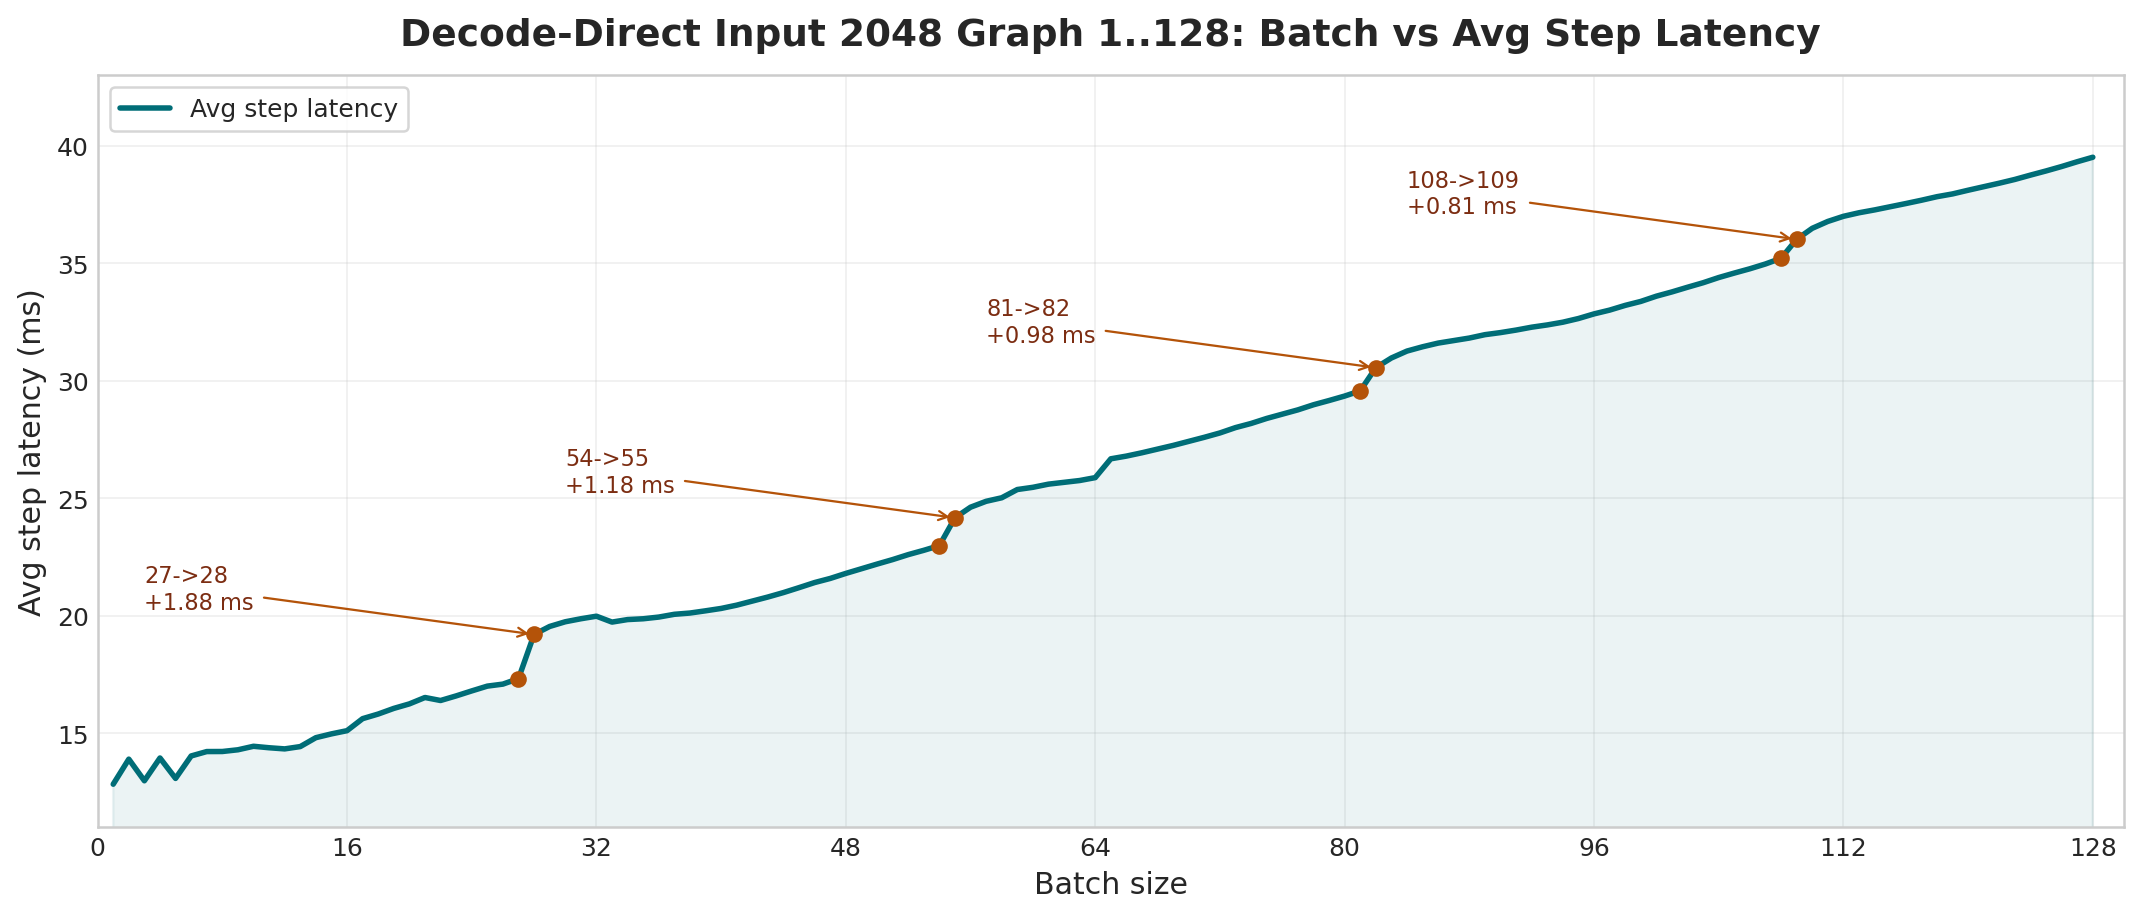 Decode-Direct Input 2048 Graph 1..128: Batch vs Avg Step Latency
Avg step latency
Avg step latency (ms)
40
35
30
25
20
15
108->109
+0.81 ms
81->82
+0.98 ms
54->55
+1.18 ms
27->28
+1.88 ms
0 16 32 48 64 80 96 112 128
Batch size